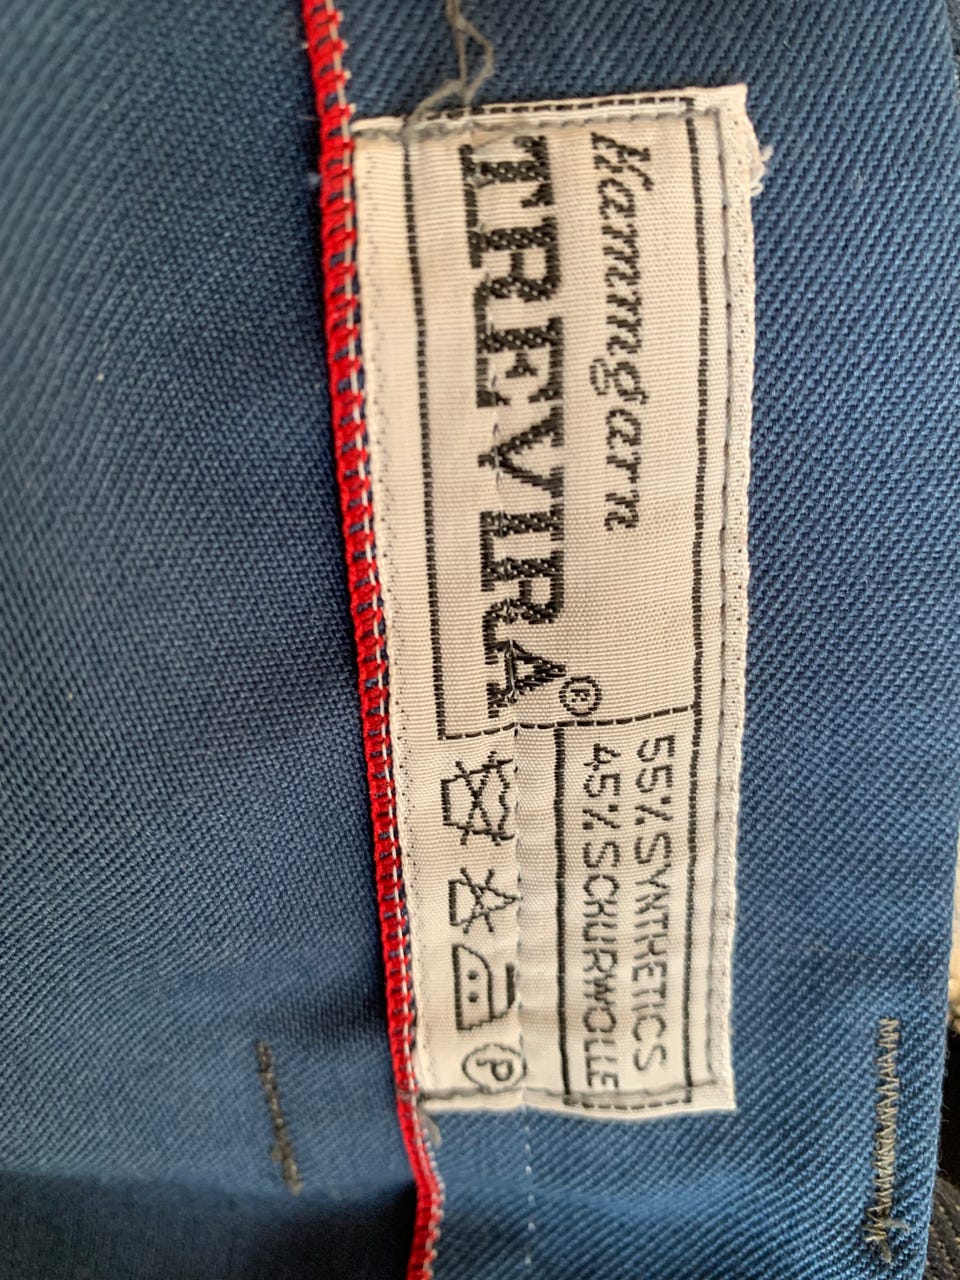 Kammgarn
TREVIRA®
55% SYNTHETICS
45% SCHURWOLLE
P